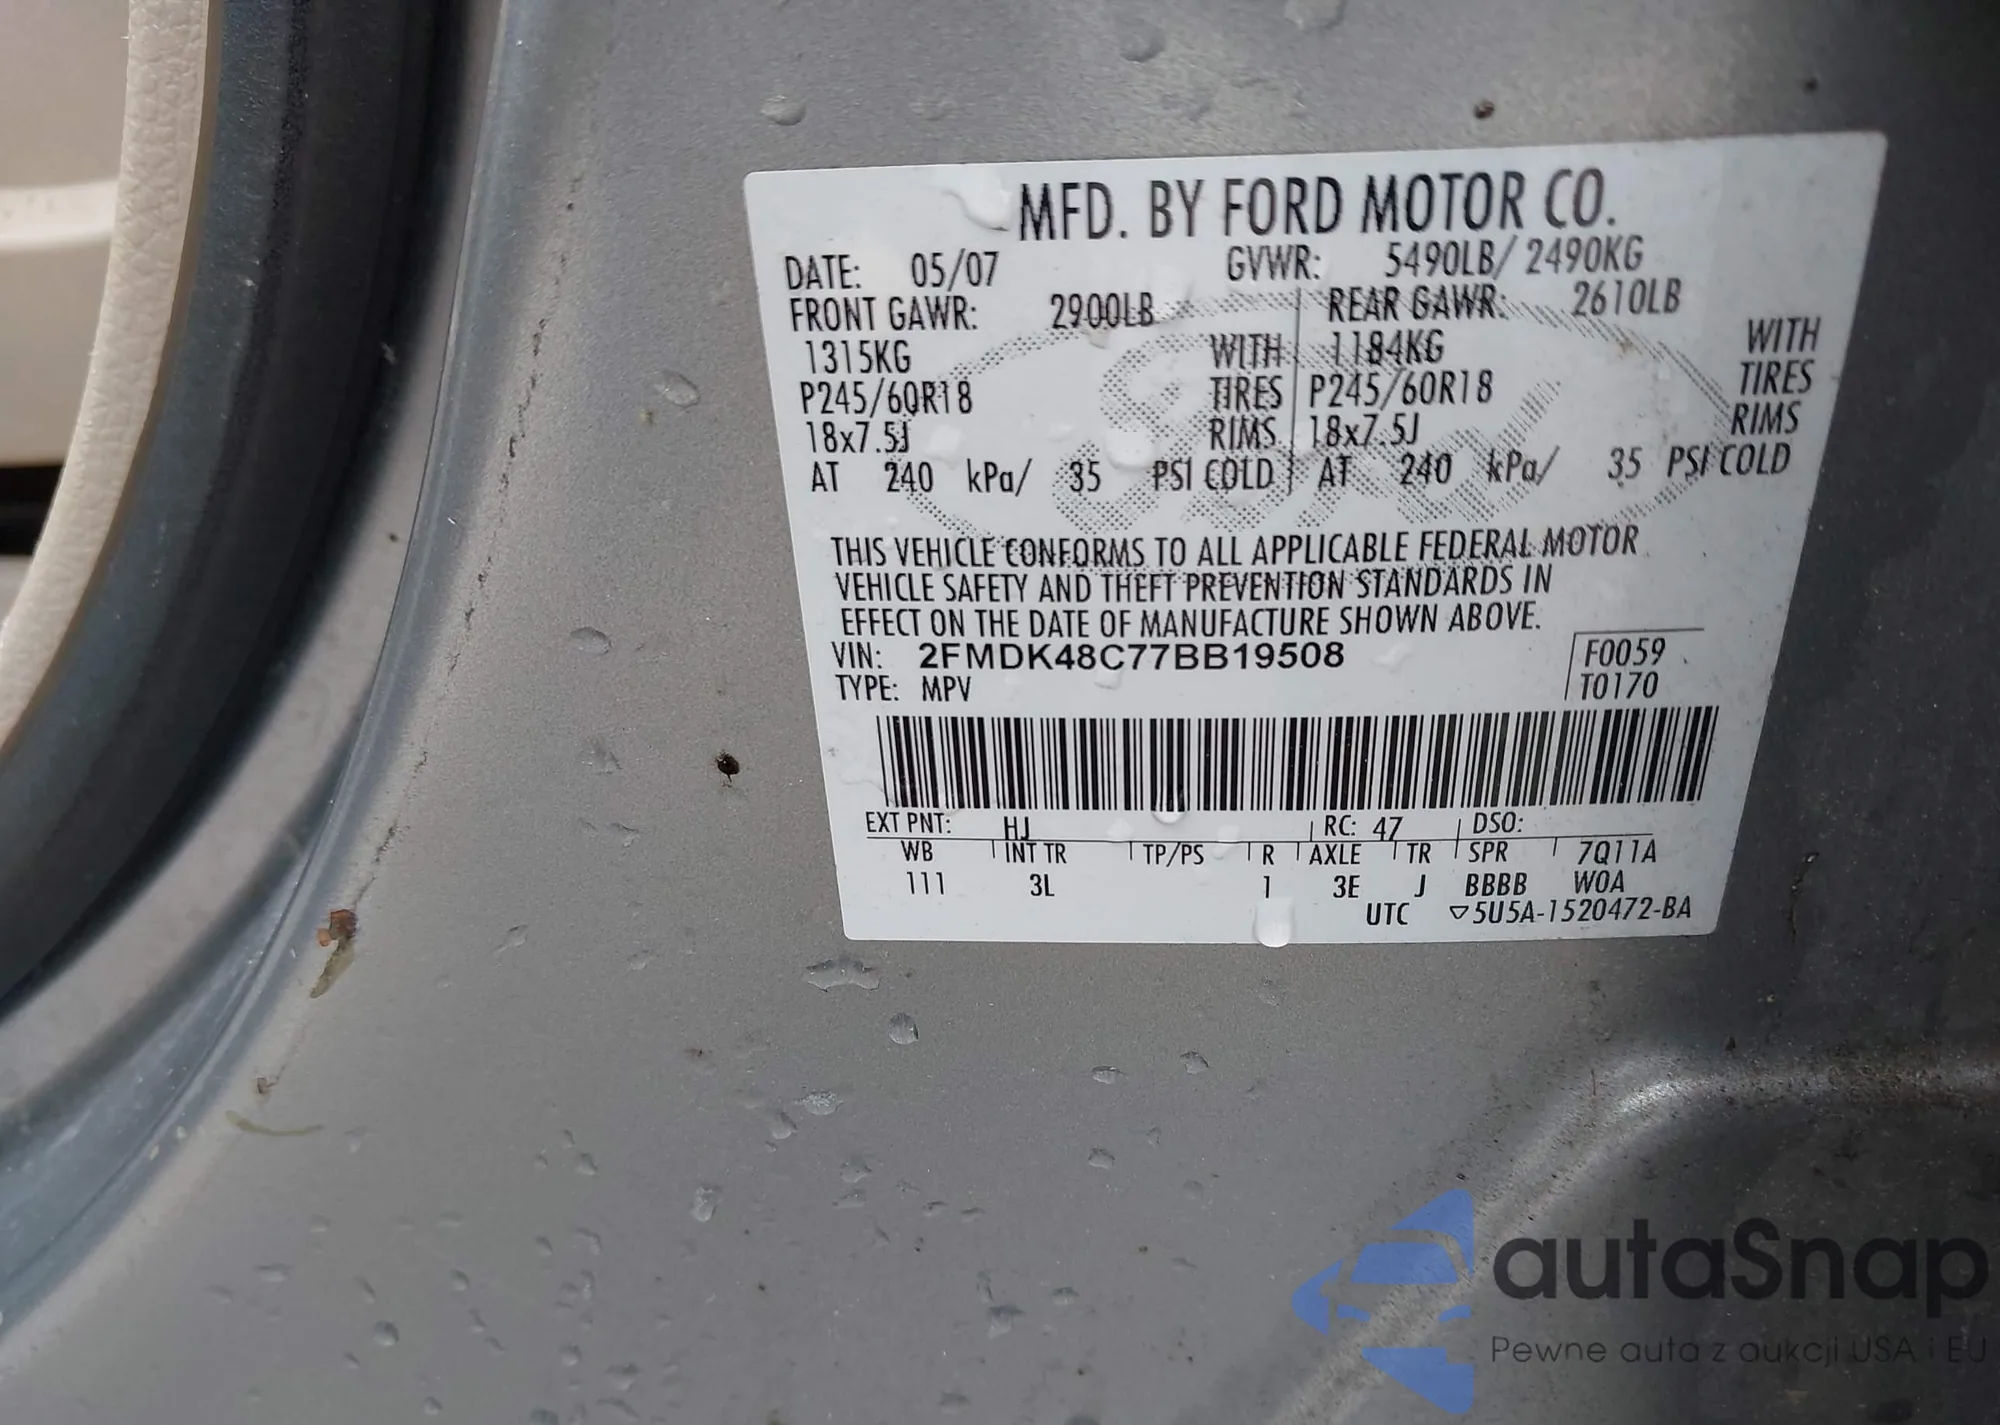 MFD. BY FORD MOTOR CO.
DATE: 05/07 GVWR: 5490LB/ 2490KG
FRONT GAWR: 2900LB REAR GAWR: 2610LB
1315KG WITH 1184KG WITH
P245/60R18 TIRES P245/60R18 TIRES
18x7.5J RIMS 18x7.5J RIMS
AT 240 kPa/ 35 PSI COLD AT 240 kPa/ 35 PSI COLD
THIS VEHICLE CONFORMS TO ALL APPLICABLE FEDERAL MOTOR
VEHICLE SAFETY AND THEFT PREVENTION STANDARDS IN
EFFECT ON THE DATE OF MANUFACTURE SHOWN ABOVE.
VIN: 2FMDK48C77BB19508 F0059
TYPE: MPV T0170
EXT PNT: HJ RC: 47 DSO:
WB INT TR TP/PS R AXLE TR SPR 7Q11A
111 3L 1 3E J BBBB W0A
UTC ▽5U5A-1520472-BA
autaSnap
Pewne auta z aukcji USA i EU